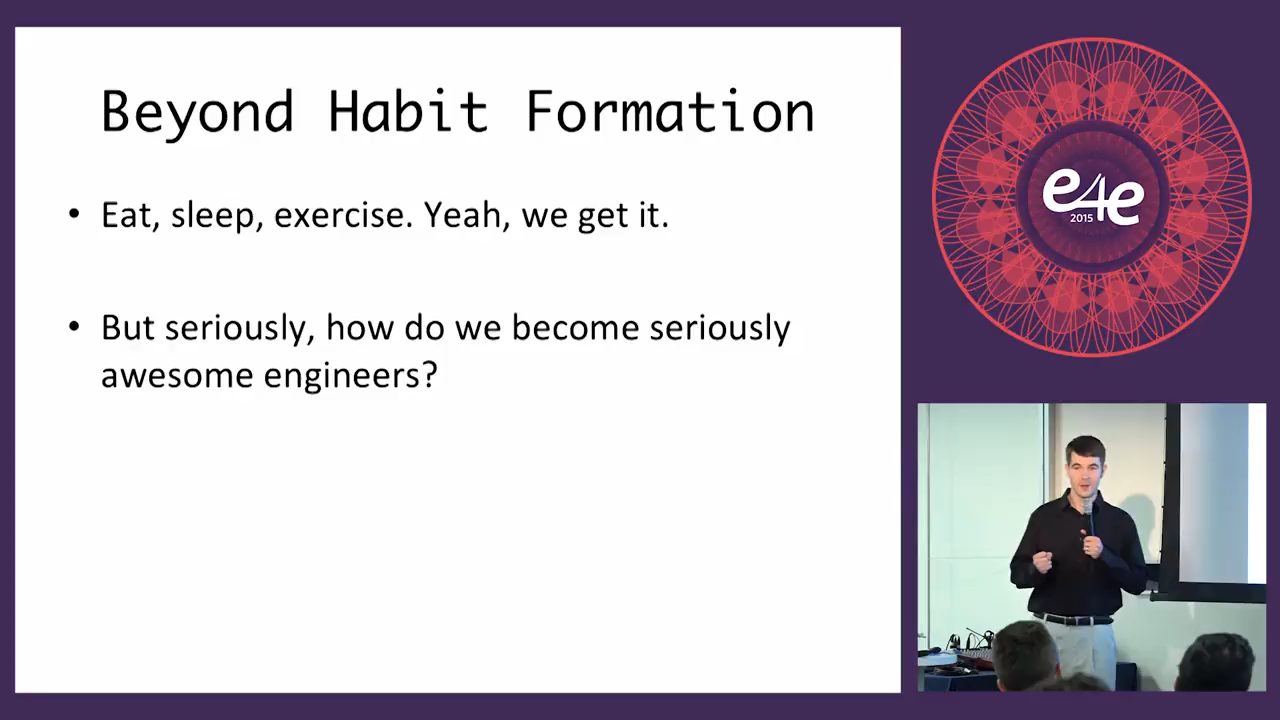 Beyond Habit Formation
• Eat, sleep, exercise. Yeah, we get it.
• But seriously, how do we become seriously
awesome engineers?
e4e
2015